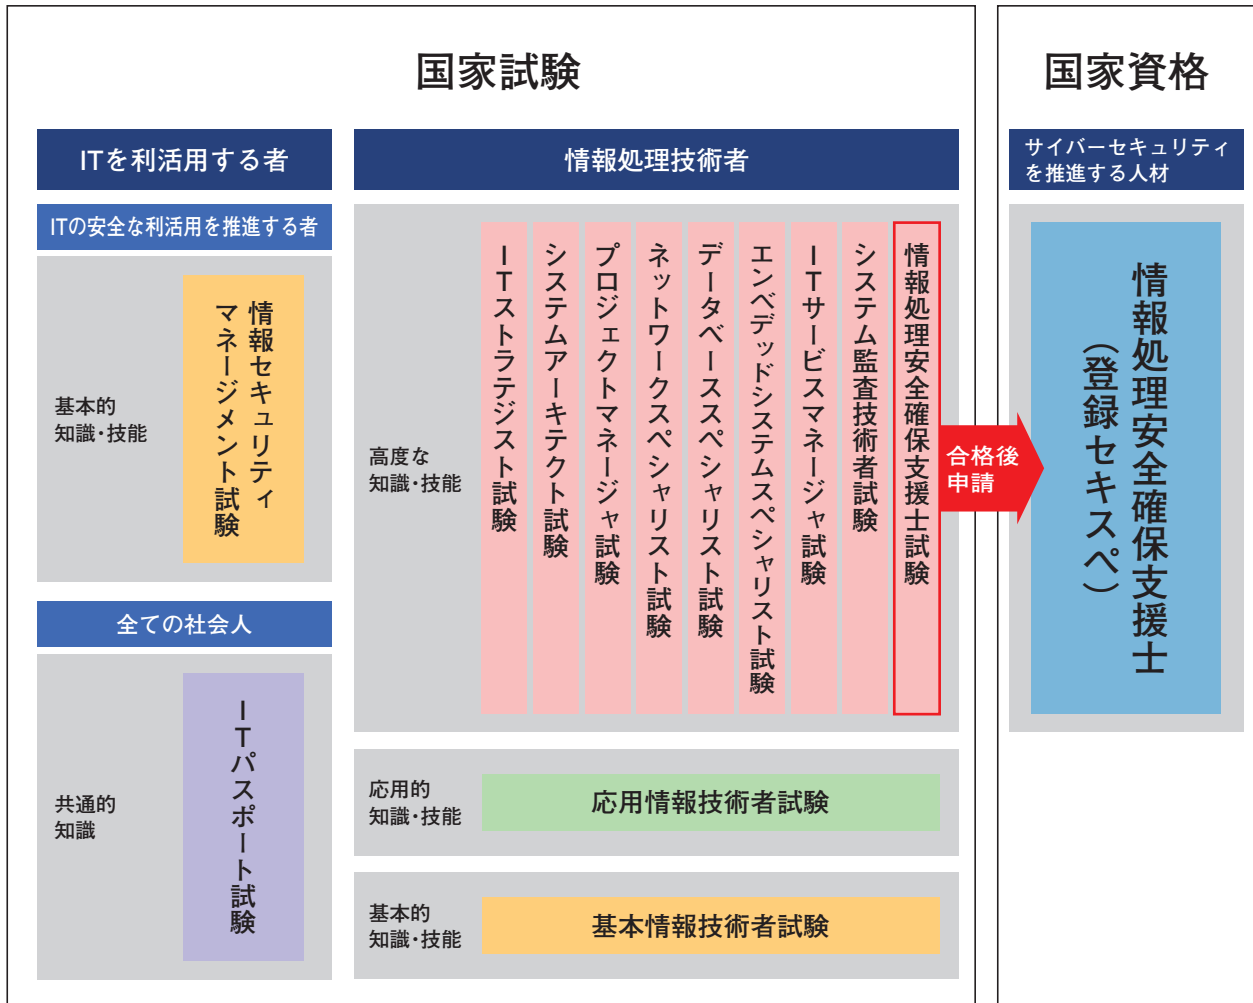 国家試験
ITを利活用する者
ITの安全な利活用を推進する者
基本的
知識・技能
情報セキュリティ
マネージメント試験
全ての社会人
共通的
知識
ITパスポート試験
情報処理技術者
高度な
知識・技能
ITストラテジスト試験
システムアーキテクト試験
プロジェクトマネージャ試験
ネットワークスペシャリスト試験
データベーススペシャリスト試験
エンベデッドシステムスペシャリスト試験
ITサービスマネージャ試験
システム監査技術者試験
情報処理安全確保支援士試験
合格後
申請
応用的
知識・技能
応用情報技術者試験
基本的
知識・技能
基本情報技術者試験
国家資格
サイバーセキュリティ
を推進する人材
情報処理安全確保支援士
（登録セキスペ）